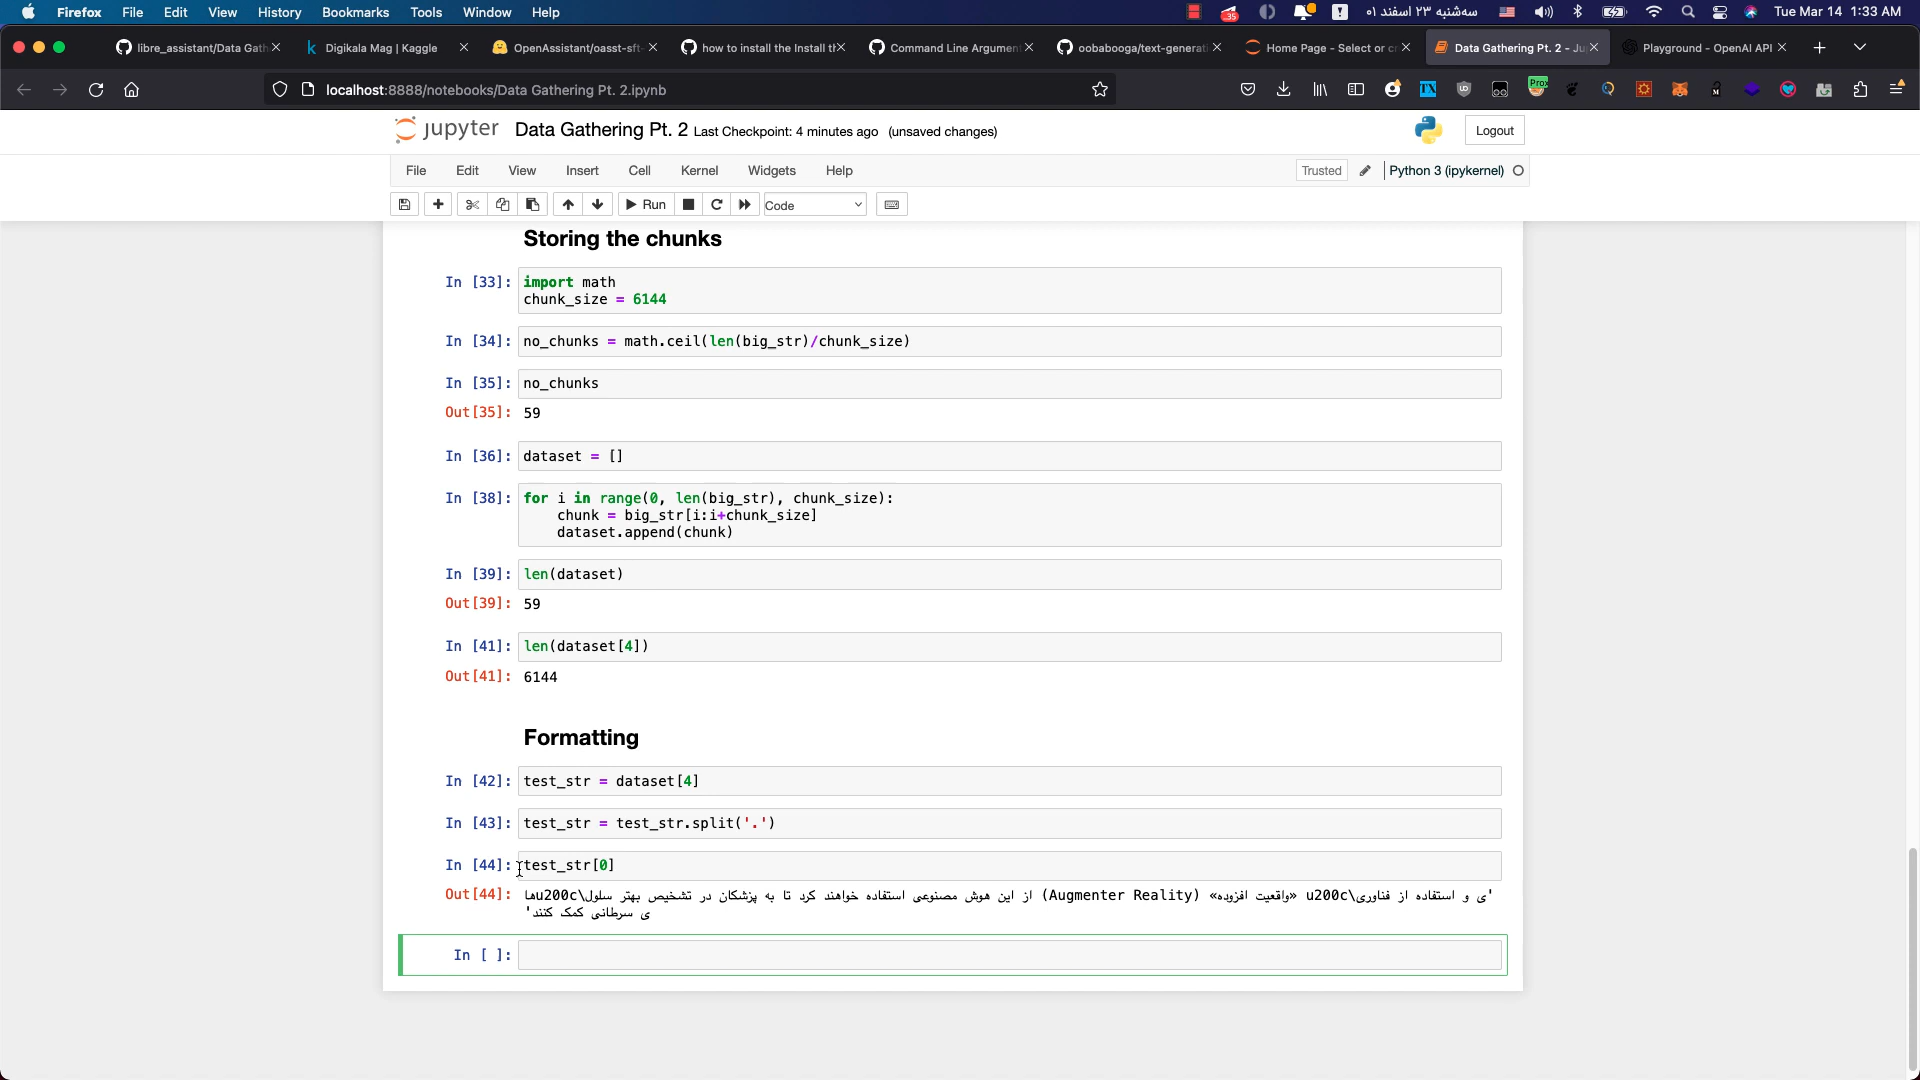 Firefox File Edit View History Bookmarks Tools Window Help 35 سه‌شنبه ۲۳ اسفند ۰۱ Tue Mar 14 1:33 AM
libre_assistant/Data Gath Digikala Mag | Kaggle OpenAssistant/oasst-sft- how to install the Install th Command Line Argumen oobabooga/text-generati Home Page - Select or cr Data Gathering Pt. 2 - Ju Playground - OpenAI API
localhost:8888/notebooks/Data Gathering Pt. 2.ipynb
jupyter Data Gathering Pt. 2 Last Checkpoint: 4 minutes ago (unsaved changes) Logout
File Edit View Insert Cell Kernel Widgets Help Trusted Python 3 (ipykernel)
Run Code
Storing the chunks
In [33]: import math
chunk_size = 6144
In [34]: no_chunks = math.ceil(len(big_str)/chunk_size)
In [35]: no_chunks
Out[35]: 59
In [36]: dataset = []
In [38]: for i in range(0, len(big_str), chunk_size):
chunk = big_str[i:i+chunk_size]
dataset.append(chunk)
In [39]: len(dataset)
Out[39]: 59
In [41]: len(dataset[4])
Out[41]: 6144
Formatting
In [42]: test_str = dataset[4]
In [43]: test_str = test_str.split('.')
In [44]: test_str[0]
Out[44]: 'ی و استفاده از فناوری\u200c «واقعیت افزوده» (Augmenter Reality) از این هوش مصنوعی استفاده خواهند کرد تا به پزشکان در تشخیص بهتر سلول\u200cها
ی سرطانی کمک کنند'
In [ ]: